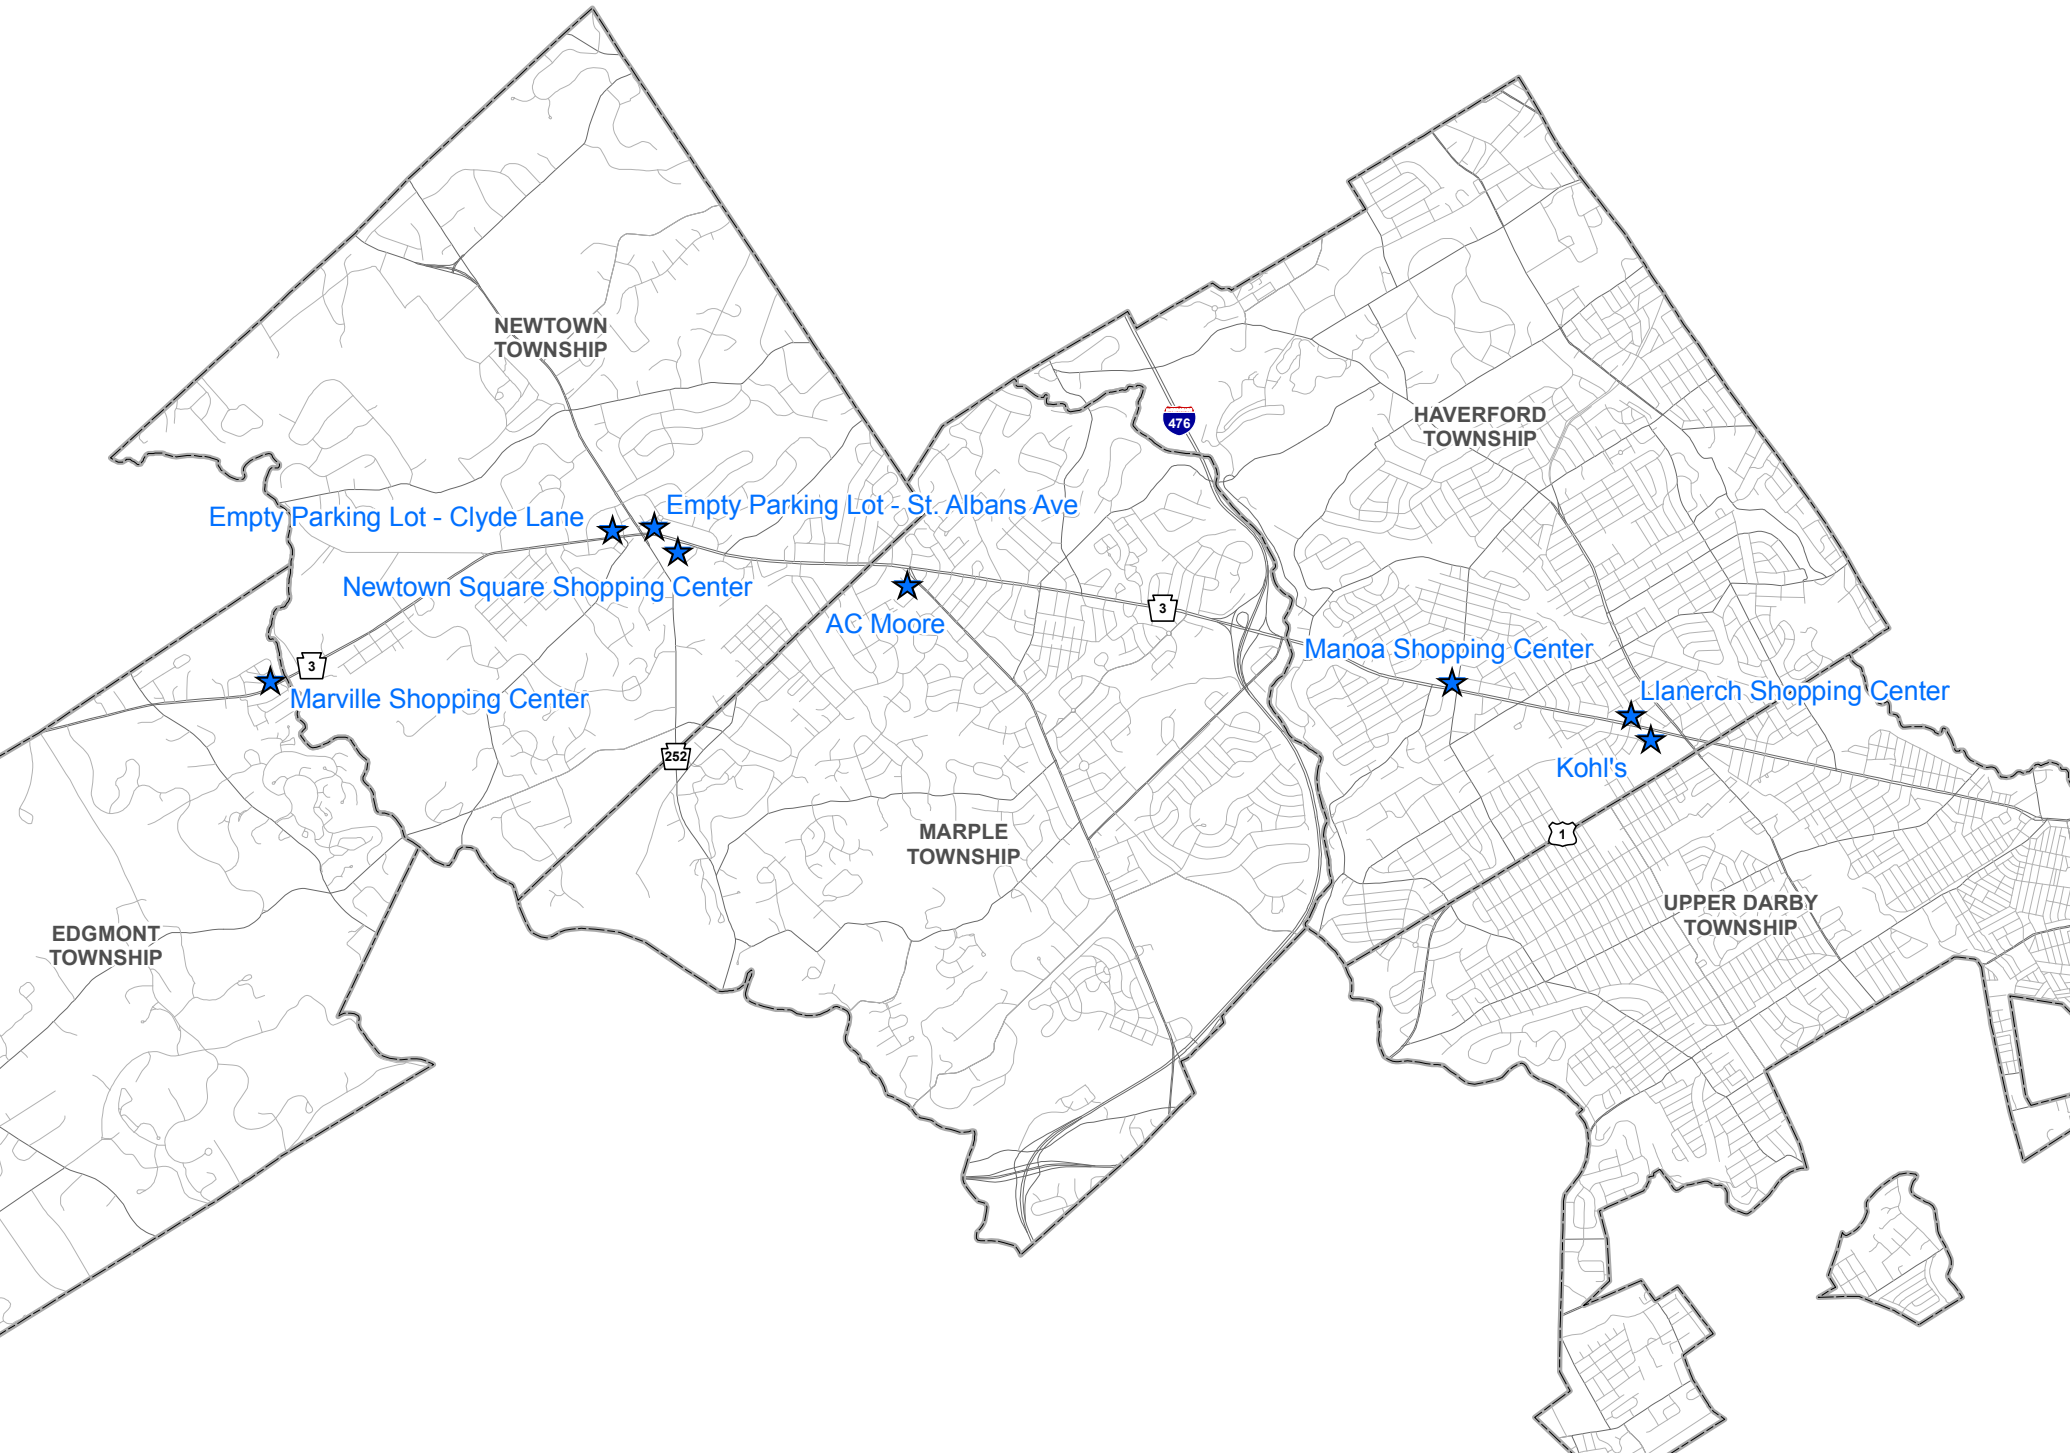 NEWTOWN
TOWNSHIP
HAVERFORD
TOWNSHIP
476
Empty Parking Lot - St. Albans Ave
Empty Parking Lot - Clyde Lane
Newtown Square Shopping Center
AC Moore
3
Manoa Shopping Center
3
Marville Shopping Center
Llanerch Shopping Center
252
Kohl's
MARPLE
TOWNSHIP
1
UPPER DARBY
TOWNSHIP
EDGMONT
TOWNSHIP